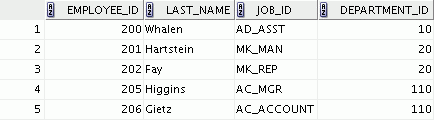 EMPLOYEE_ID LAST_NAME JOB_ID DEPARTMENT_ID
1 200 Whalen AD_ASST 10
2 201 Hartstein MK_MAN 20
3 202 Fay MK_REP 20
4 205 Higgins AC_MGR 110
5 206 Gietz AC_ACCOUNT 110